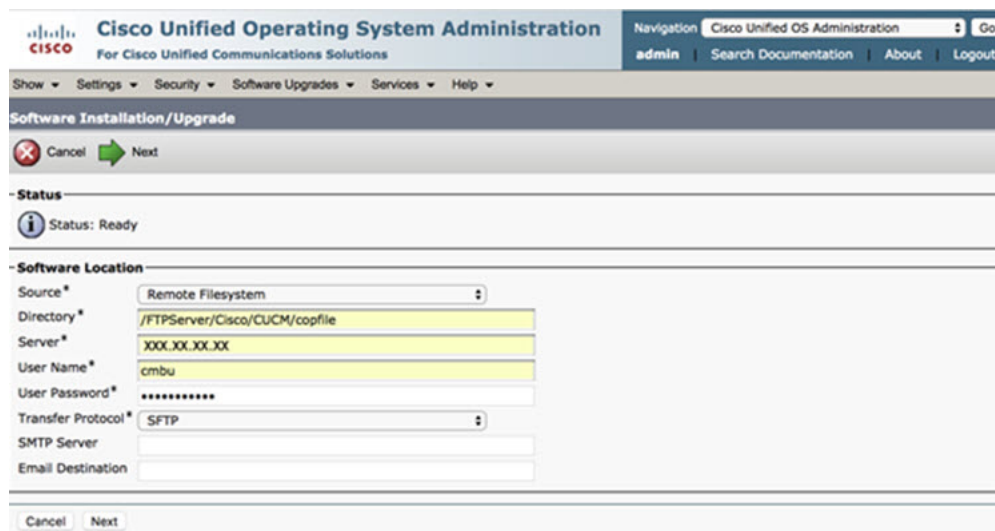 CISCO
Cisco Unified Operating System Administration
For Cisco Unified Communications Solutions
Navigation Cisco Unified OS Administration Go
admin | Search Documentation | About | Logout
Show Settings Security Software Upgrades Services Help
Software Installation/Upgrade
Cancel Next
Status
Status: Ready
Software Location
Source* Remote Filesystem
Directory* /FTPServer/Cisco/CUCM/copfile
Server* XXX.XX.XX.XX
User Name* cmbu
User Password* •••••••••••
Transfer Protocol* SFTP
SMTP Server
Email Destination
Cancel Next